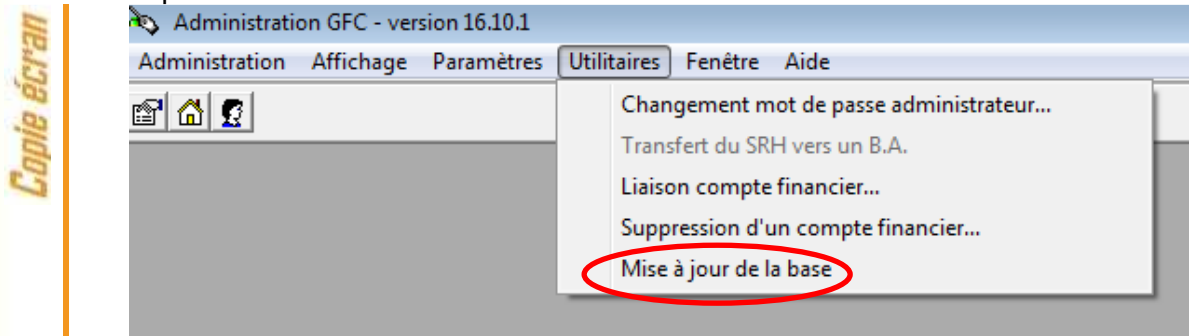 Copie écran
Administration GFC - version 16.10.1
Administration Affichage Paramètres Utilitaires Fenêtre Aide
Changement mot de passe administrateur...
Transfert du SRH vers un B.A.
Liaison compte financier...
Suppression d'un compte financier...
Mise à jour de la base